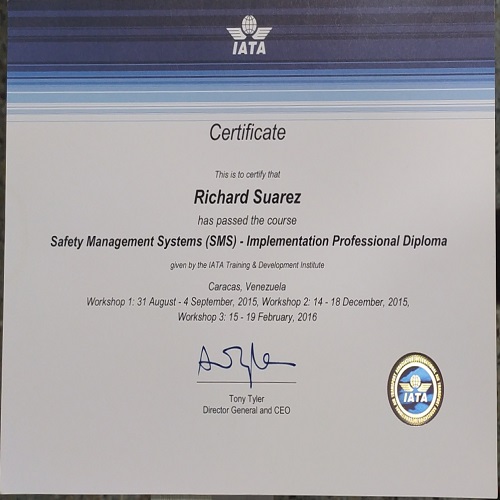 IATA
Certificate
This is to certify that
Richard Suarez
has passed the course
Safety Management Systems (SMS) - Implementation Professional Diploma
given by the IATA Training & Development Institute
Caracas, Venezuela
Workshop 1: 31 August - 4 September, 2015, Workshop 2: 14 - 18 December, 2015,
Workshop 3: 15 - 19 February, 2016
Tony Tyler
Director General and CEO
IATA